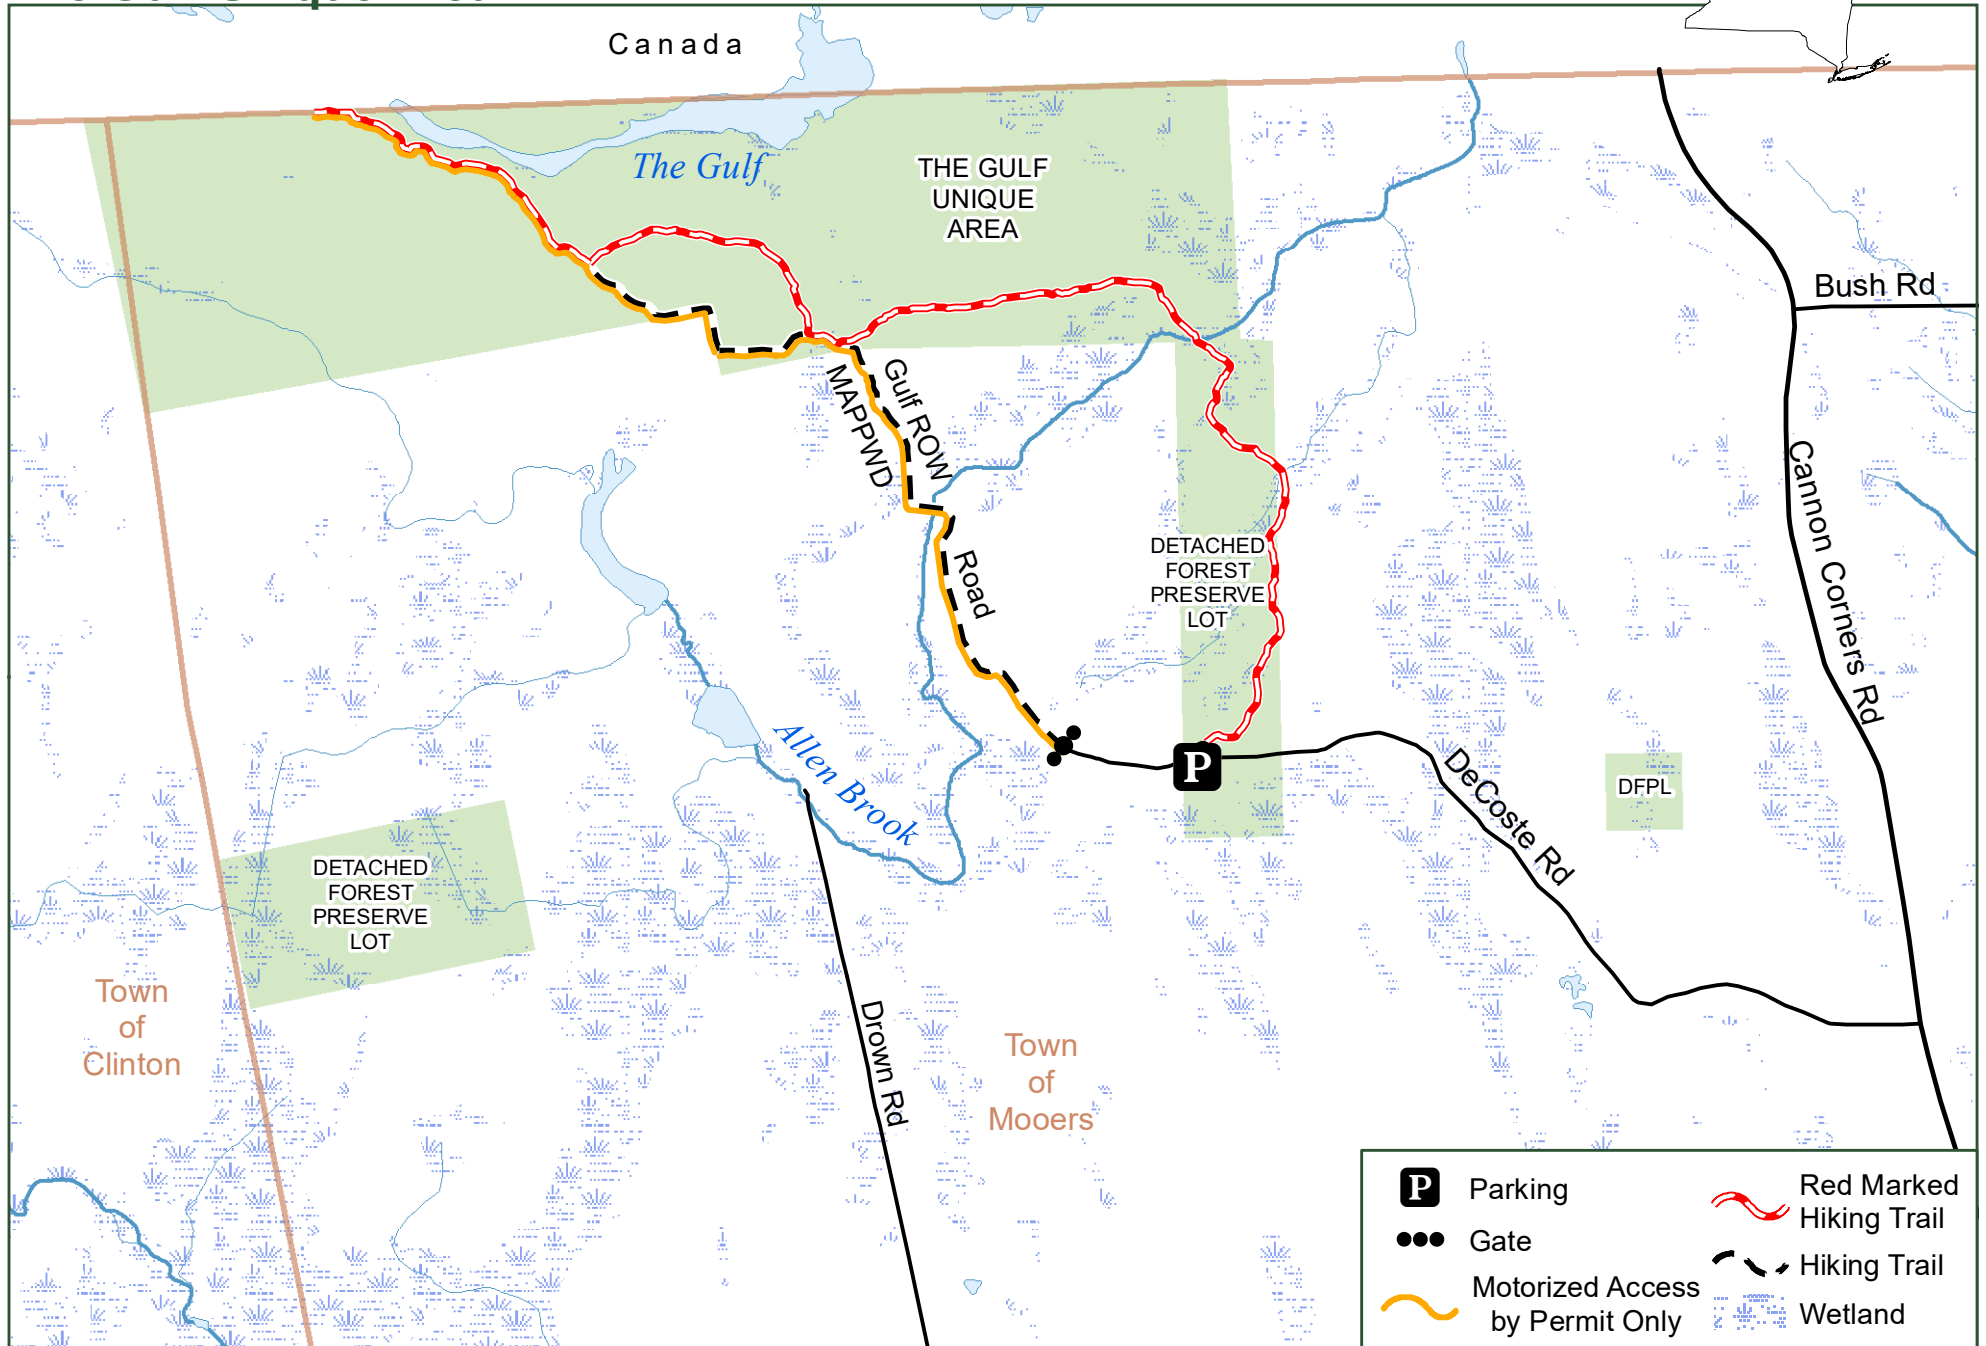 Canada
The Gulf
THE GULF
UNIQUE
AREA
Bush Rd
Gulf ROW
MAPPWD
Road
Cannon Corners Rd
DETACHED
FOREST
PRESERVE
LOT
Allen Brook
P
DeCoste Rd
DFPL
DETACHED
FOREST
PRESERVE
LOT
Town
of
Clinton
Drown Rd
Town
of
Mooers
P Parking
Gate
Motorized Access
by Permit Only
Red Marked
Hiking Trail
Hiking Trail
Wetland